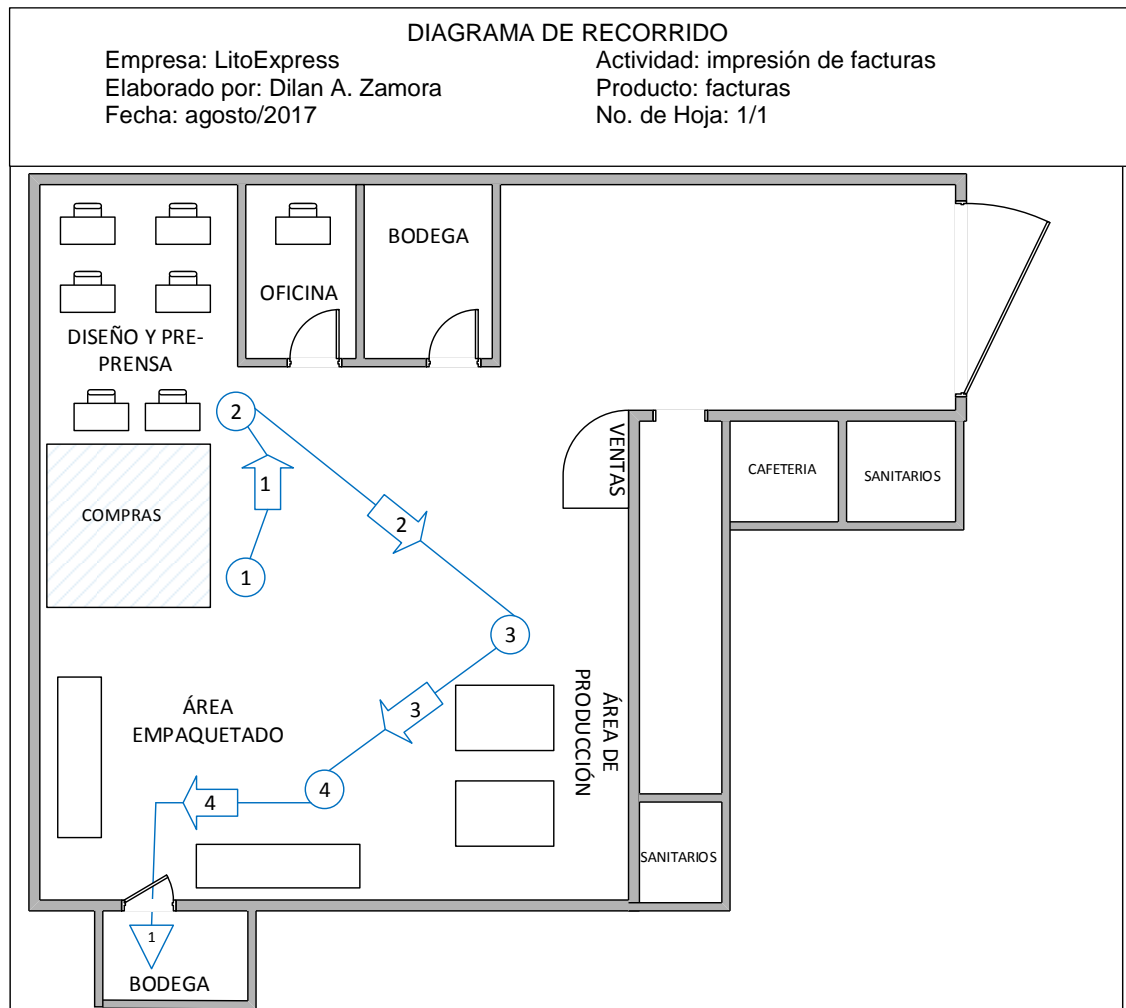 DIAGRAMA DE RECORRIDO
Empresa: LitoExpress
Actividad: impresión de facturas
Elaborado por: Dilan A. Zamora
Producto: facturas
Fecha: agosto/2017
No. de Hoja: 1/1
BODEGA
OFICINA
DISEÑO Y PRE-
PRENSA
2
VENTAS
1
CAFETERIA
SANITARIOS
COMPRAS
2
1
3
ÁREA DE
PRODUCCIÓN
3
ÁREA
EMPAQUETADO
4
4
SANITARIOS
1
BODEGA